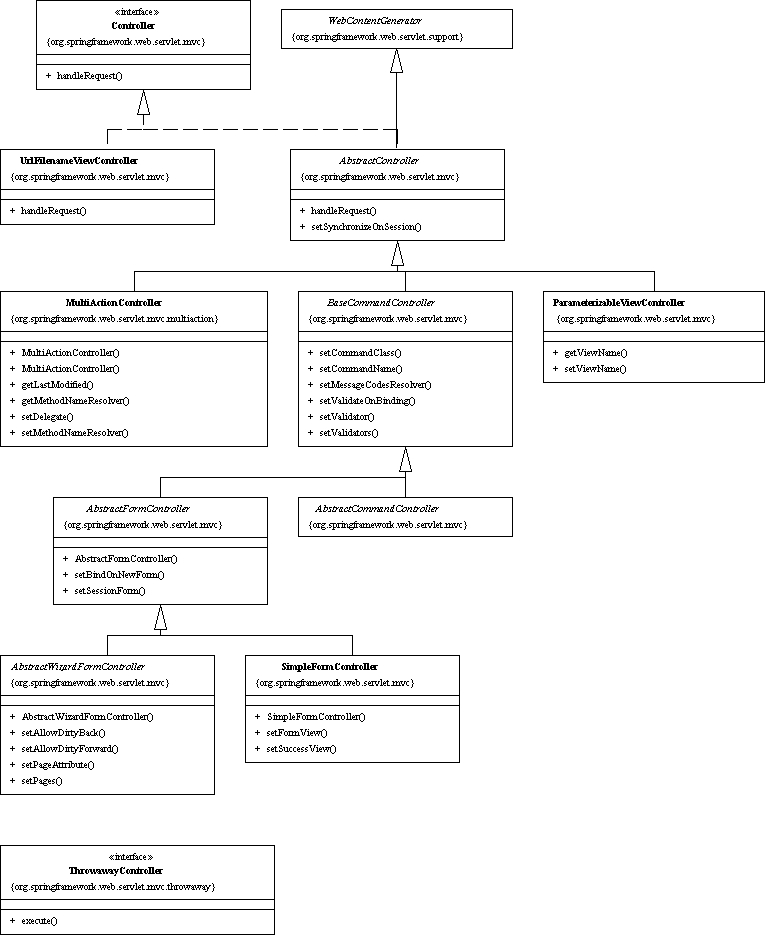 «interface»
Controller
{org.springframework.web.servlet.mvc}
+ handleRequest()
WebContentGenerator
{org.springframework.web.servlet.support}
UrlFilenameViewController
{org.springframework.web.servlet.mvc}
+ handleRequest()
AbstractController
{org.springframework.web.servlet.mvc}
+ handleRequest()
+ setSynchronizeOnSession()
MultiActionController
{org.springframework.web.servlet.mvc.multiaction}
+ MultiActionController()
+ MultiActionController()
+ getLastModified()
+ getMethodNameResolver()
+ setDelegate()
+ setMethodNameResolver()
BaseCommandController
{org.springframework.web.servlet.mvc}
+ setCommandClass()
+ setCommandName()
+ setMessageCodesResolver()
+ setValidateOnBinding()
+ setValidator()
+ setValidators()
ParameterizableViewController
{org.springframework.web.servlet.mvc}
+ getViewName()
+ setViewName()
AbstractFormController
{org.springframework.web.servlet.mvc}
+ AbstractFormController()
+ setBindOnNewForm()
+ setSessionForm()
AbstractCommandController
{org.springframework.web.servlet.mvc}
AbstractWizardFormController
{org.springframework.web.servlet.mvc}
+ AbstractWizardFormController()
+ setAllowDirtyBack()
+ setAllowDirtyForward()
+ setPageAttribute()
+ setPages()
SimpleFormController
{org.springframework.web.servlet.mvc}
+ SimpleFormController()
+ setFormView()
+ setSuccessView()
«interface»
ThrowawayController
{org.springframework.web.servlet.mvc.throwaway}
+ execute()